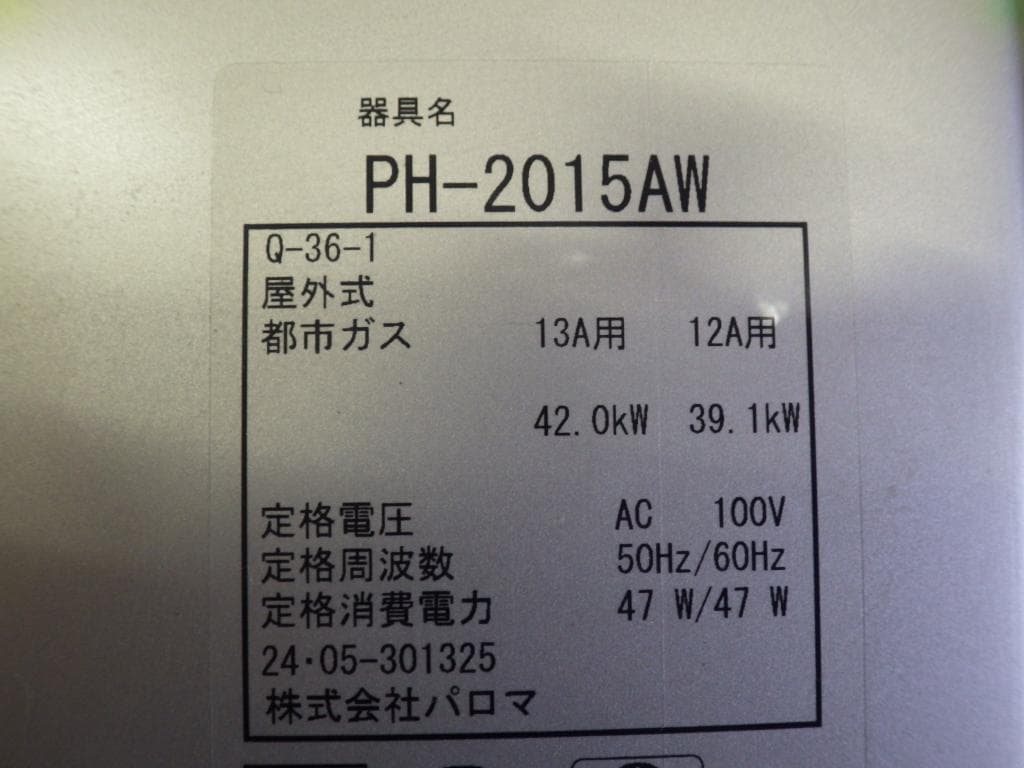 器具名
PH-2015AW
Q-36-1
屋外式
都市ガス 13A用 12A用
42.0kW 39.1kW
定格電圧 AC 100V
定格周波数 50Hz/60Hz
定格消費電力 47 W/47 W
24・05-301325
株式会社パロマ